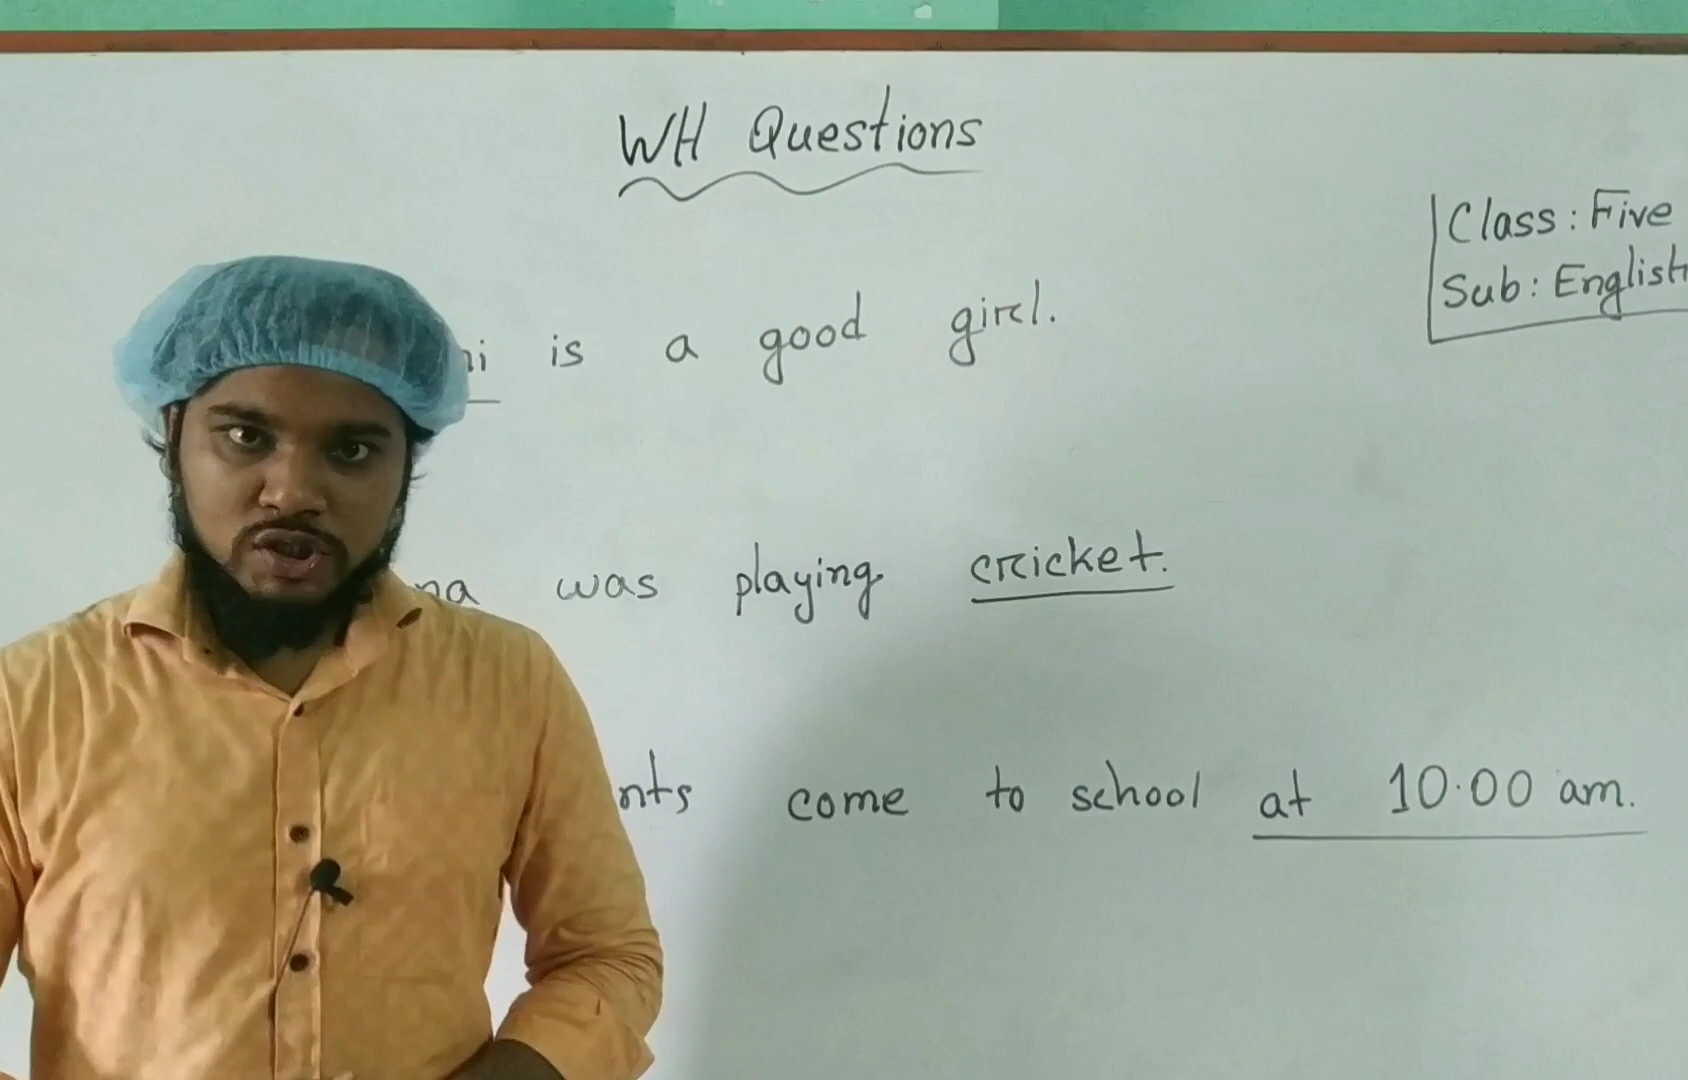 WH Questions
Class: Five
Sub: English
is a good girl.
was playing cricket.
come to school at 10.00 am.